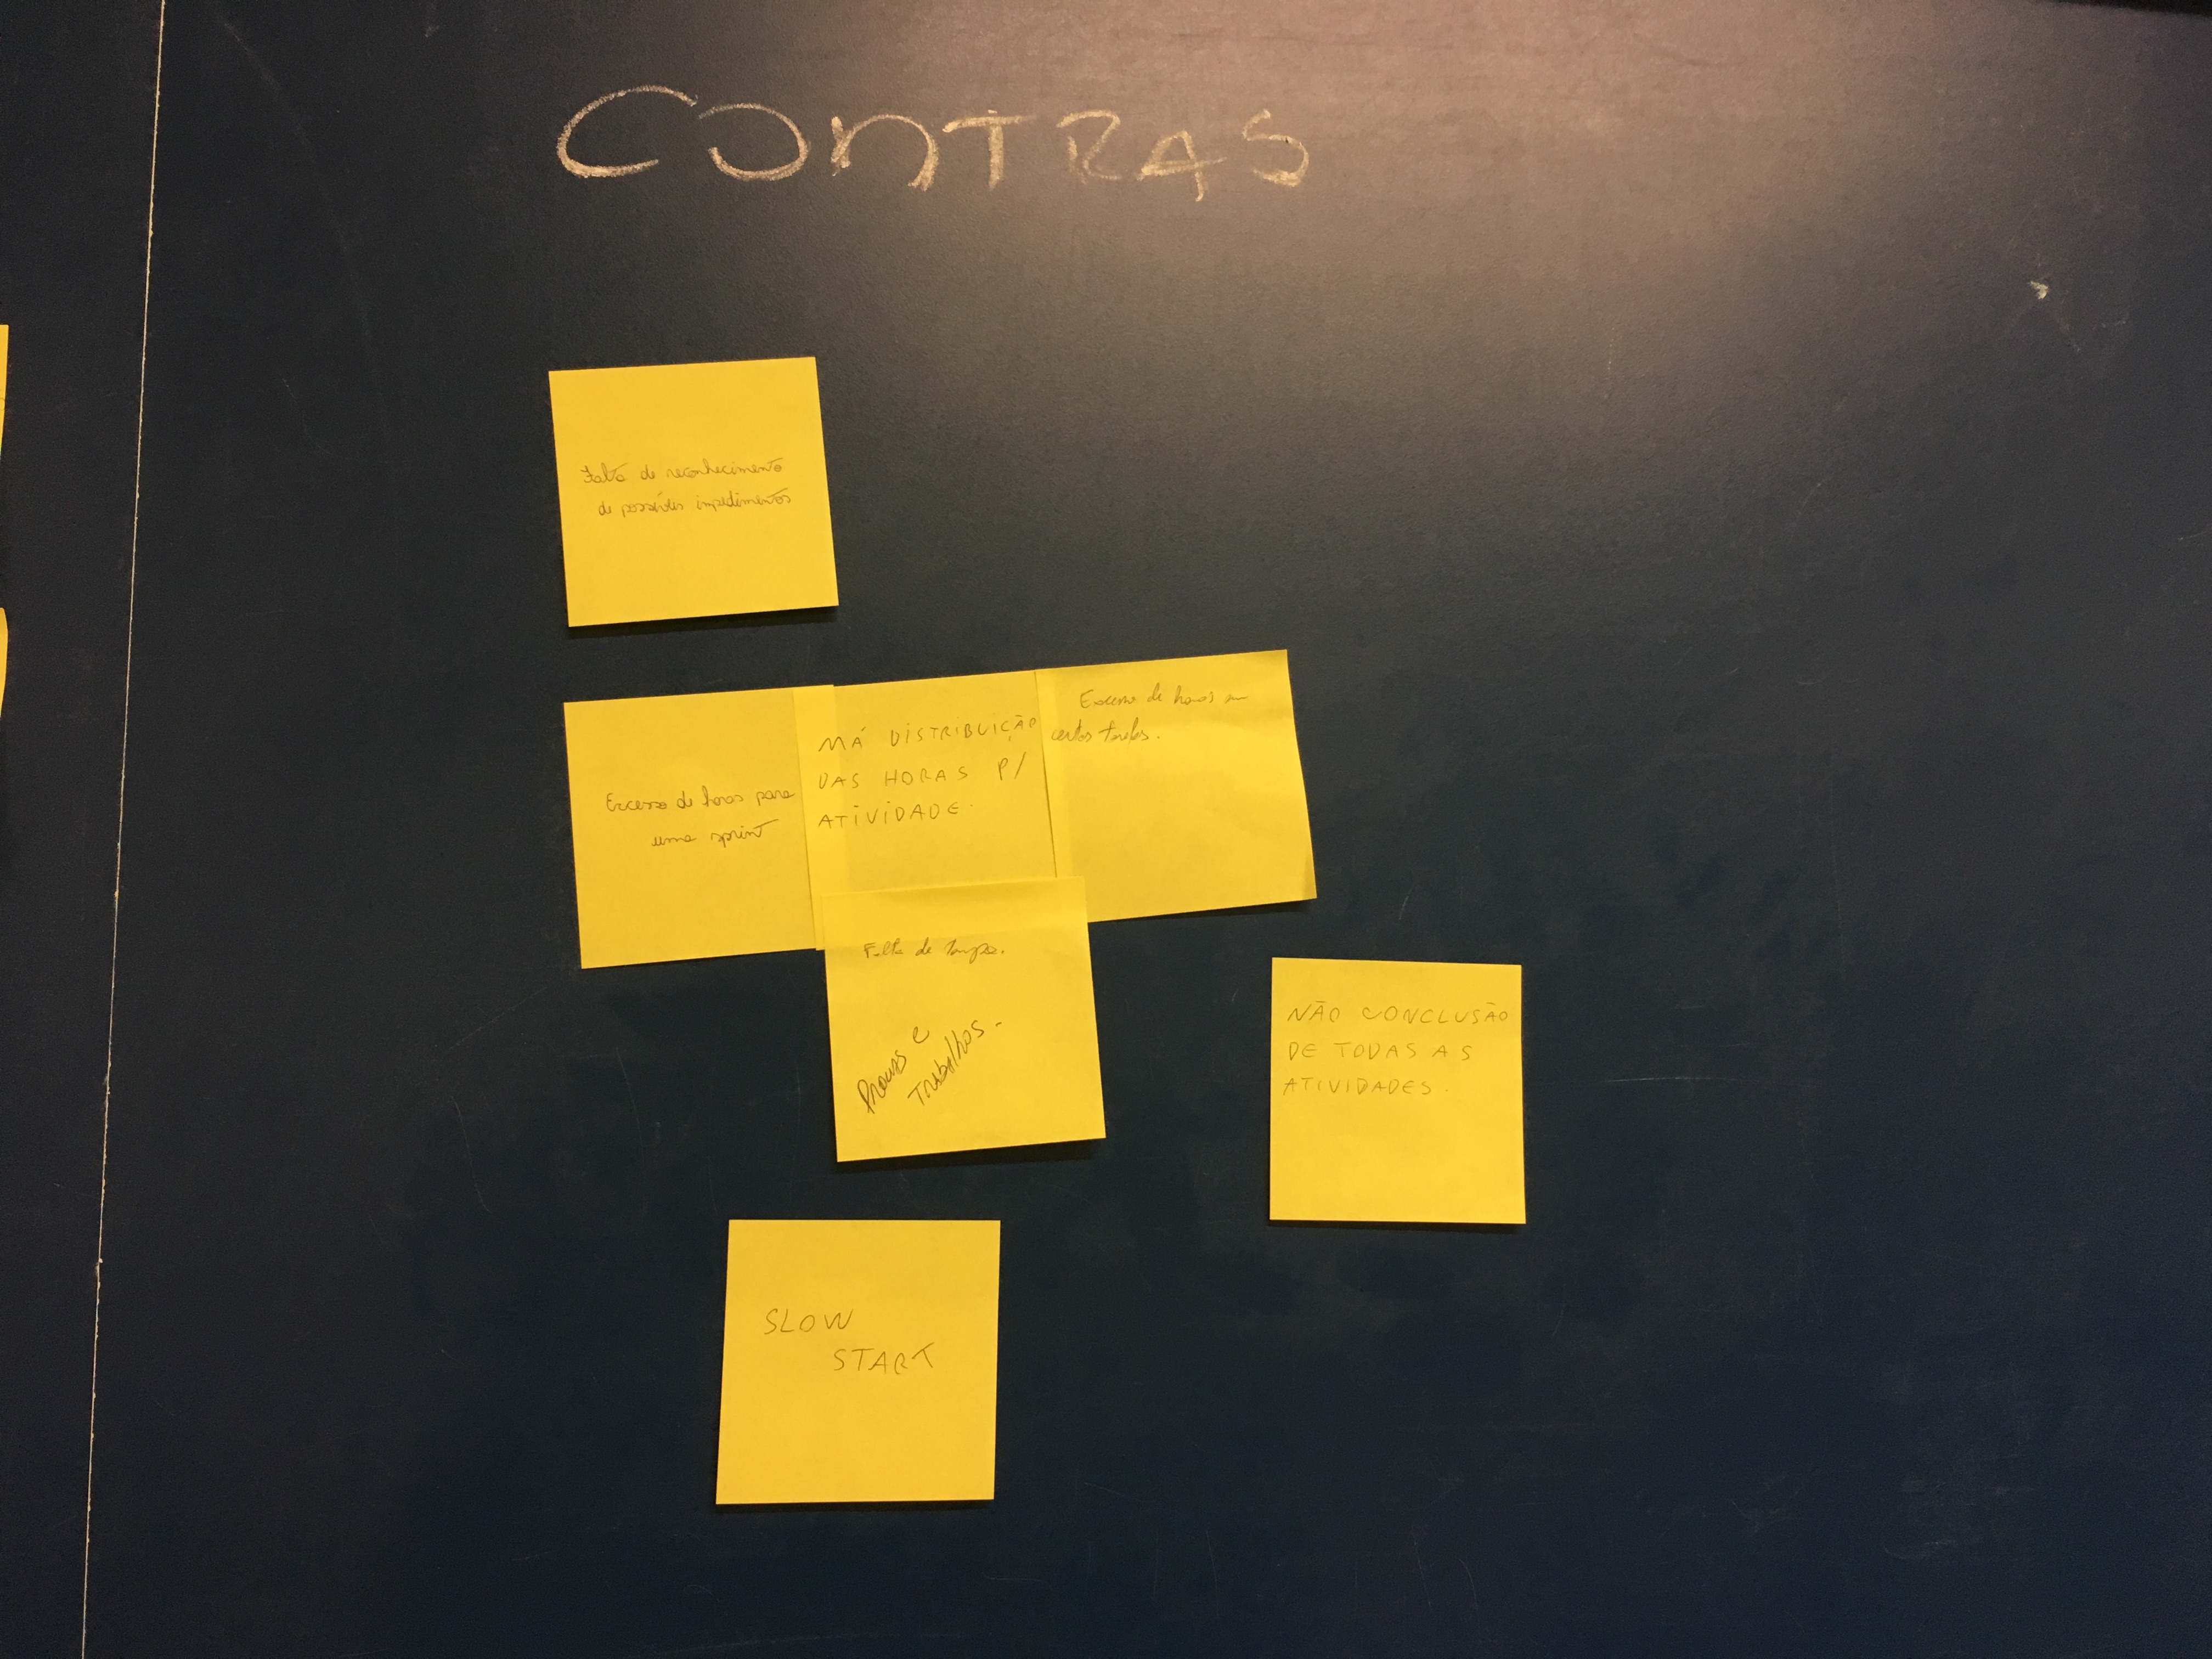 CONTRAS
Falta de reconhecimento
de possíveis impedimentos
Excesso de horas para
uma sprint
MÁ DISTRIBUIÇÃO
DAS HORAS P/
ATIVIDADE.
Excesso de horas em
certas tarefas.
Falta de tempo.
Provas e
Trabalhos-
NÃO CONCLUSÃO
DE TODAS AS
ATIVIDADES.
SLOW
START